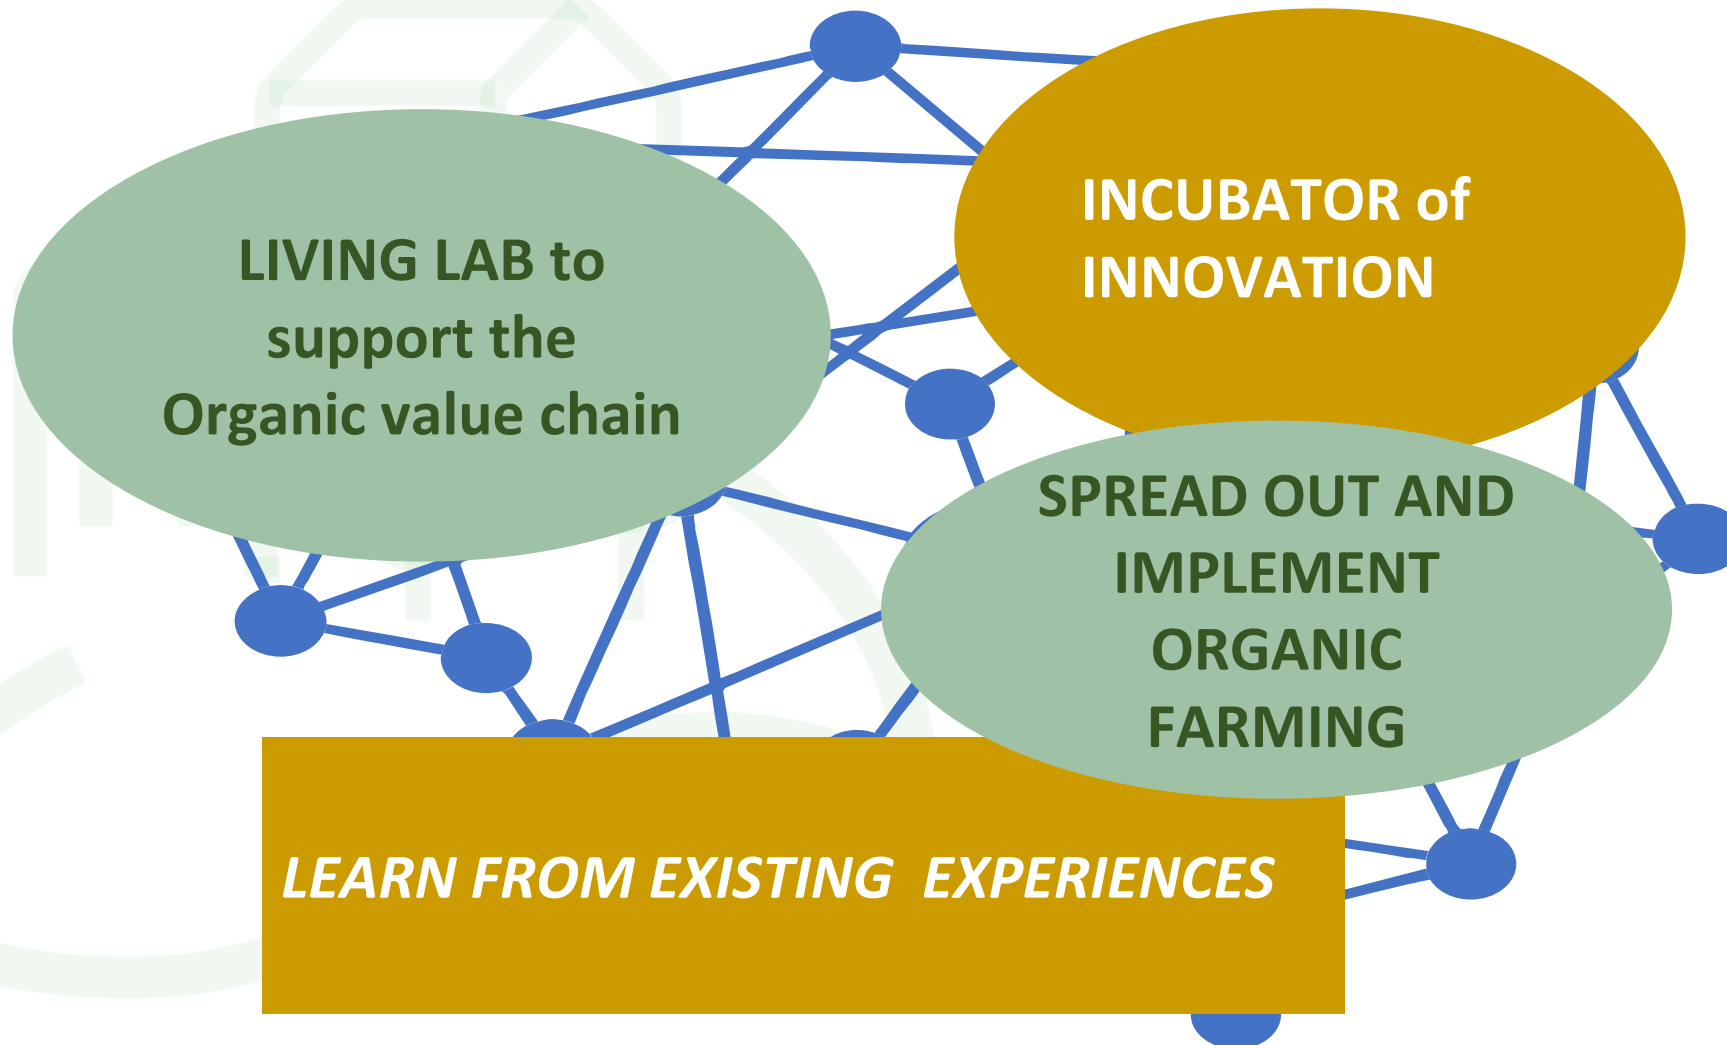 LIVING LAB to
support the
Organic value chain
INCUBATOR of
INNOVATION
SPREAD OUT AND
IMPLEMENT
ORGANIC
FARMING
LEARN FROM EXISTING  EXPERIENCES